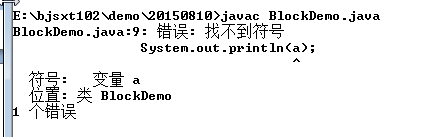 E:\bjsxt102\demo\20150810>javac BlockDemo.java
BlockDemo.java:9: 错误: 找不到符号
System.out.println(a);
^
符号:   变量 a
位置: 类 BlockDemo
1 个错误